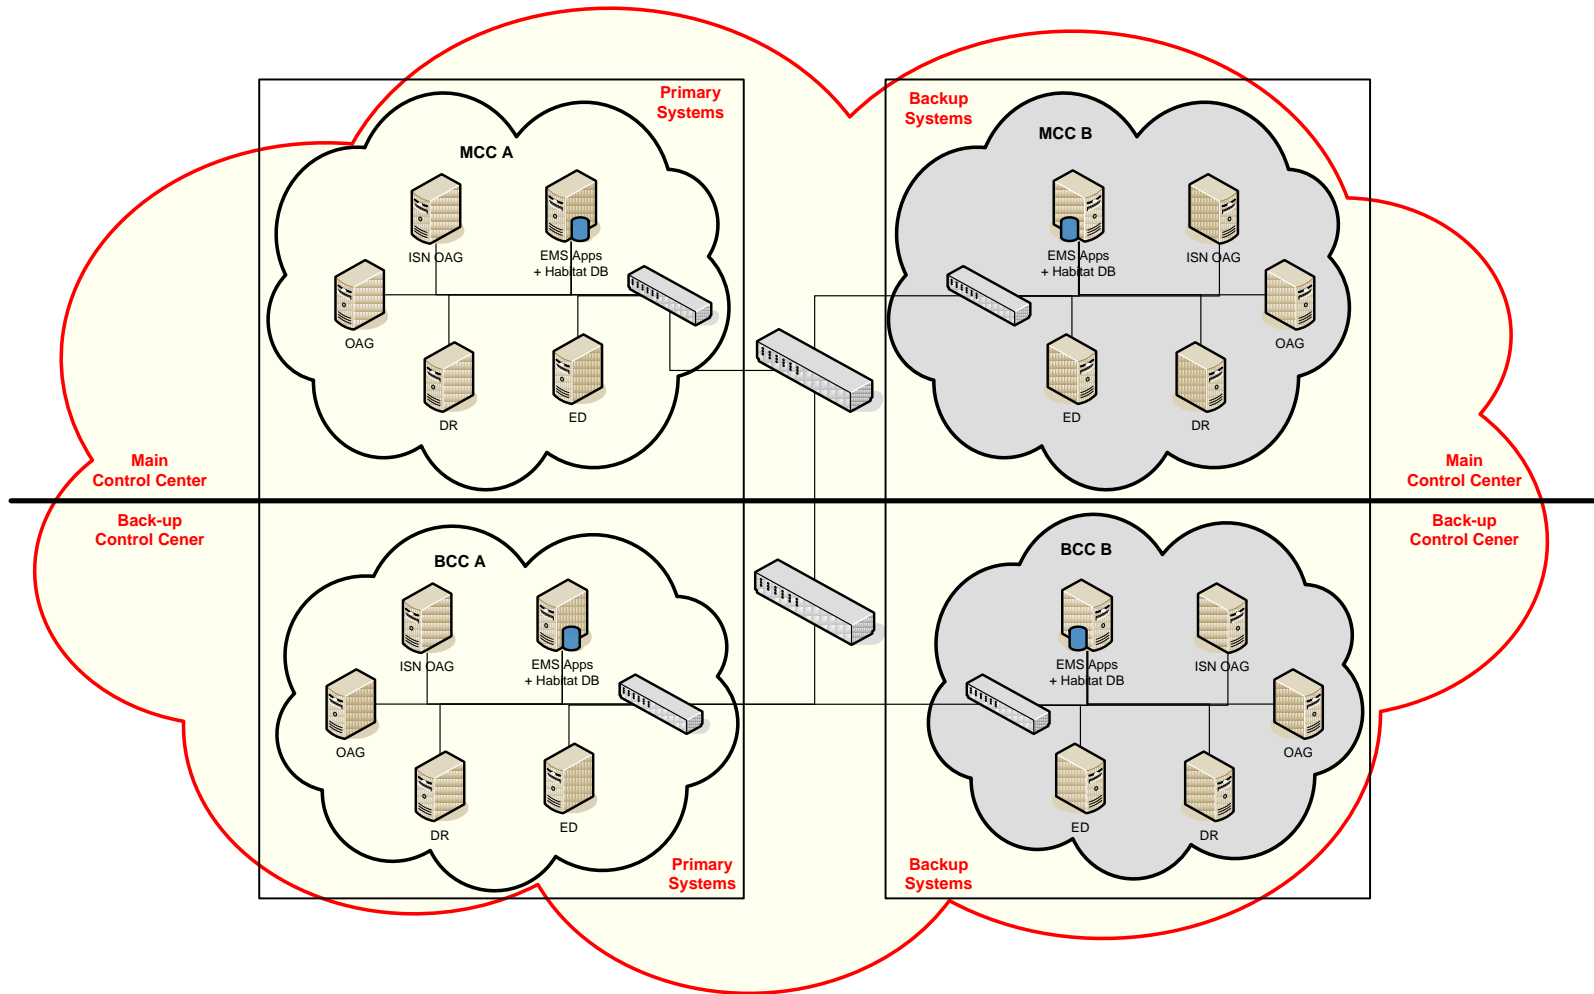 Primary
Systems
Backup
Systems
MCC A
MCC B
ISN OAG
EMS Apps
+ Habitat DB
EMS Apps
+ Habitat DB
ISN OAG
OAG
OAG
DR
ED
ED
DR
Main
Control Center
Main
Control Center
Back-up
Control Cener
Back-up
Control Cener
BCC A
BCC B
ISN OAG
EMS Apps
+ Habitat DB
EMS Apps
+ Habitat DB
ISN OAG
OAG
OAG
DR
ED
ED
DR
Primary
Systems
Backup
Systems